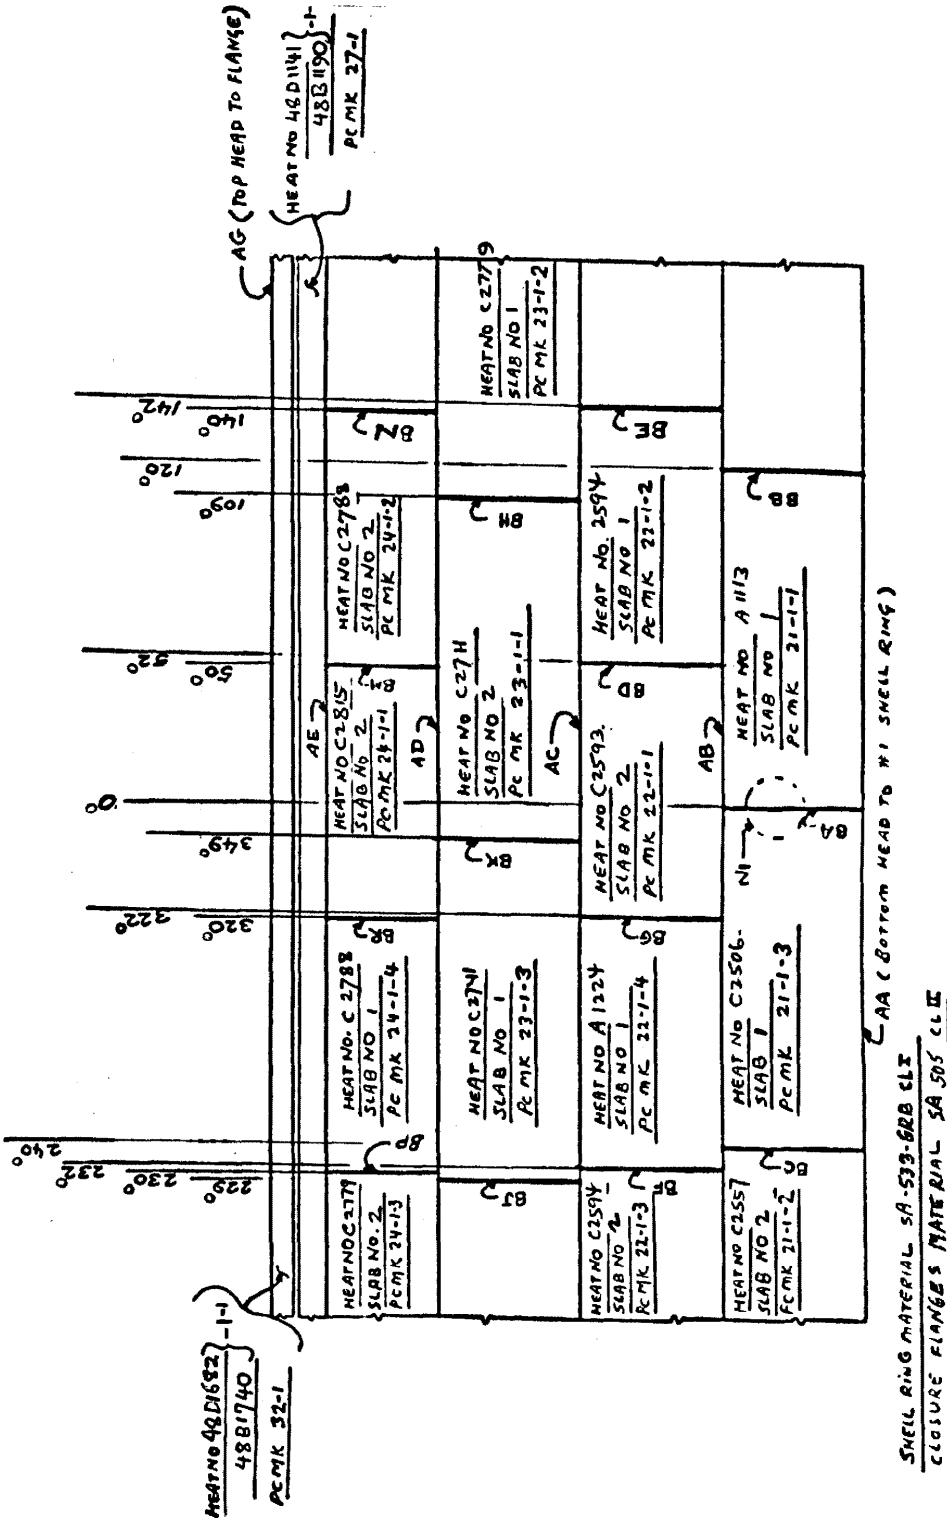 AG (TOP HEAD TO FLANGE)
HEAT NO 48D1141 } -1-
48B1190
PC MK 27-1
HEAT NO 48D1682 } -1-1
48B1740
PC MK 32-1
240°
232°
230°
229°
322°
320°
349°
0°
52°
50°
109°
120°
142°
140°
AE
HEAT NO C2779
SLAB NO. 2
PC MK 24-1-3
BP
HEAT NO. C 2788
SLAB NO 1
PC MK 24-1-4
BR
HEAT NO C2815
SLAB NO 2
PC MK 24-1-1
BM
HEAT NO C2788
SLAB NO 2
PC MK 24-1-2
BN
AD
BJ
HEAT NO C2741
SLAB NO 1
PC MK 23-1-3
BK
HEAT NO C27H
SLAB NO 2
PC MK 23-1-1
BH
HEAT NO C2779
SLAB NO 1
PC MK 23-1-2
AC
HEAT NO C2594
SLAB NO 2
PC MK 22-1-3
BF
HEAT NO A1224
SLAB NO 1
PC MK 22-1-4
BG
HEAT NO C2593.
SLAB NO 2
PC MK 22-1-1
BD
HEAT NO. 2594
SLAB NO 1
PC MK 22-1-2
BE
AB
HEAT NO C2557
SLAB NO 2
PC MK 21-1-2
BC
HEAT NO C2506-
SLAB 1
PC MK 21-1-3
N1
BA
HEAT NO A1113
SLAB NO 1
PC MK 21-1-1
BB
AA (BOTTOM HEAD TO #1 SHELL RING)
SHELL RING MATERIAL SA-533-GRB CL I
CLOSURE FLANGES MATERIAL SA 505 CL II